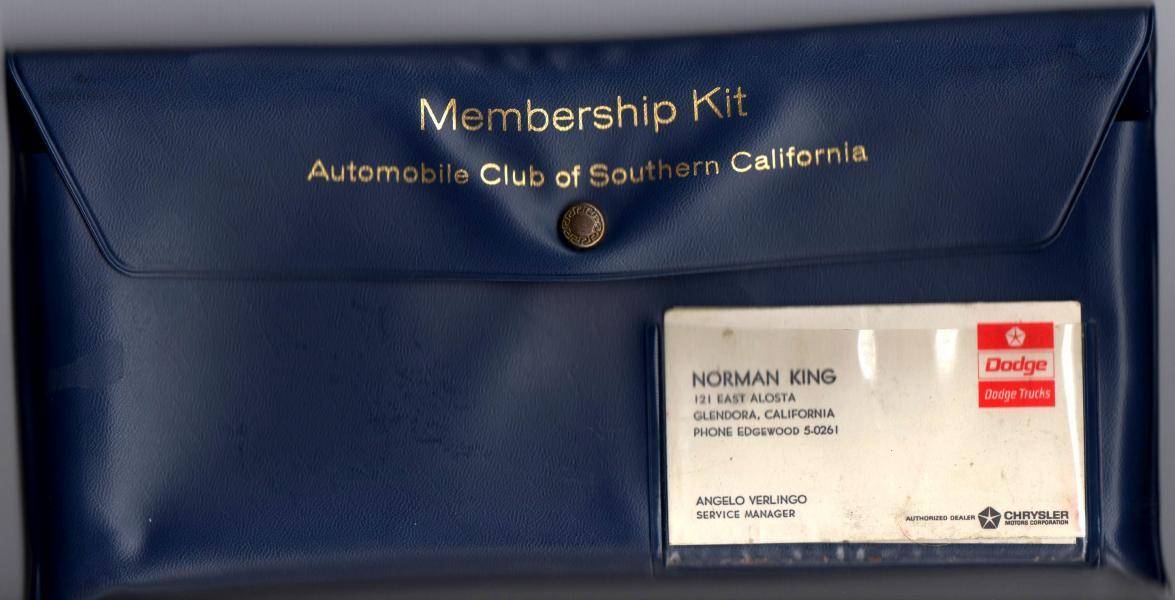 Membership Kit
Automobile Club of Southern California
NORMAN KING
121 EAST ALOSTA
GLENDORA, CALIFORNIA
PHONE EDGEWOOD 5-0261
Dodge
Dodge Trucks
ANGELO VERLINGO
SERVICE MANAGER
AUTHORIZED DEALER CHRYSLER
MOTORS CORPORATION